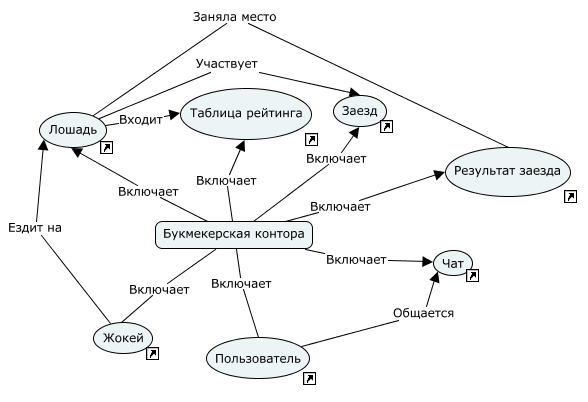 Заняла место
Участвует
Лошадь
Входит
Таблица рейтинга
Заезд
Включает
Результат заезда
Включает
Включает
Включает
Ездит на
Букмекерская контора
Включает
Чат
Включает
Включает
Общается
Жокей
Пользователь